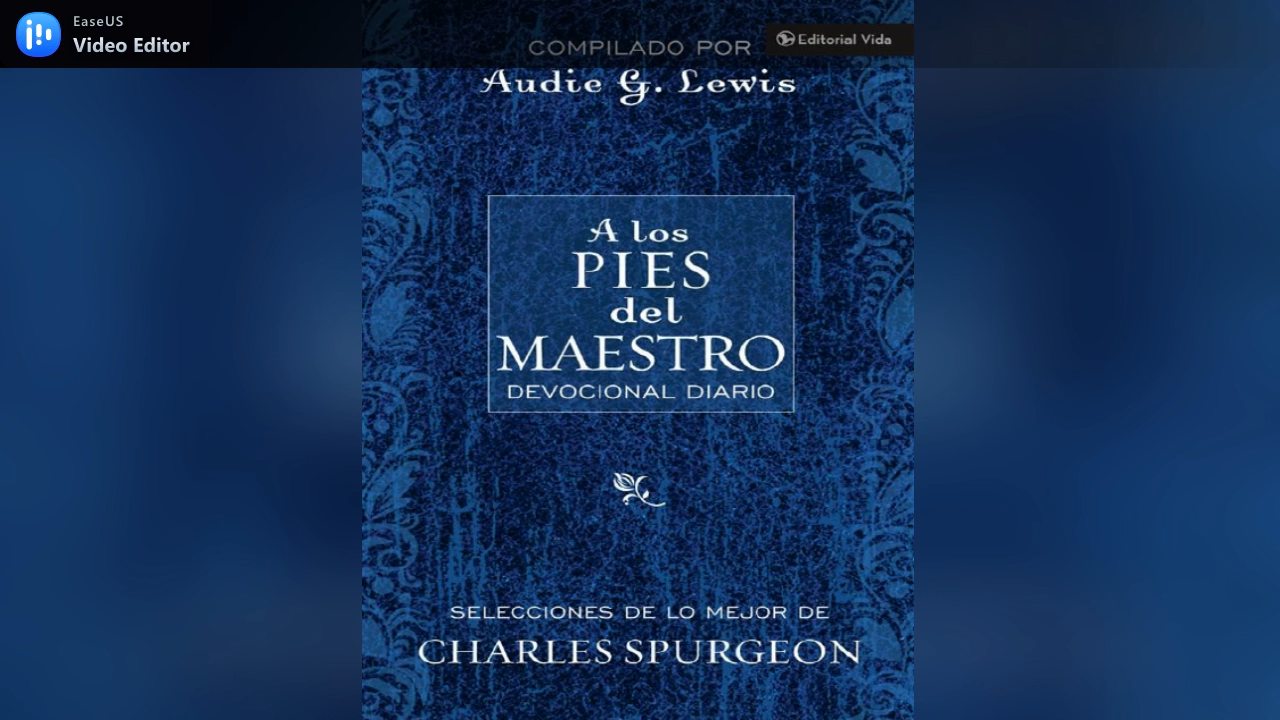 EaseUS
Video Editor
COMPILADO POR
Editorial Vida
Audie G. Lewis
A los
PIES
del
MAESTRO
DEVOCIONAL DIARIO
SELECCIONES DE LO MEJOR DE
CHARLES SPURGEON